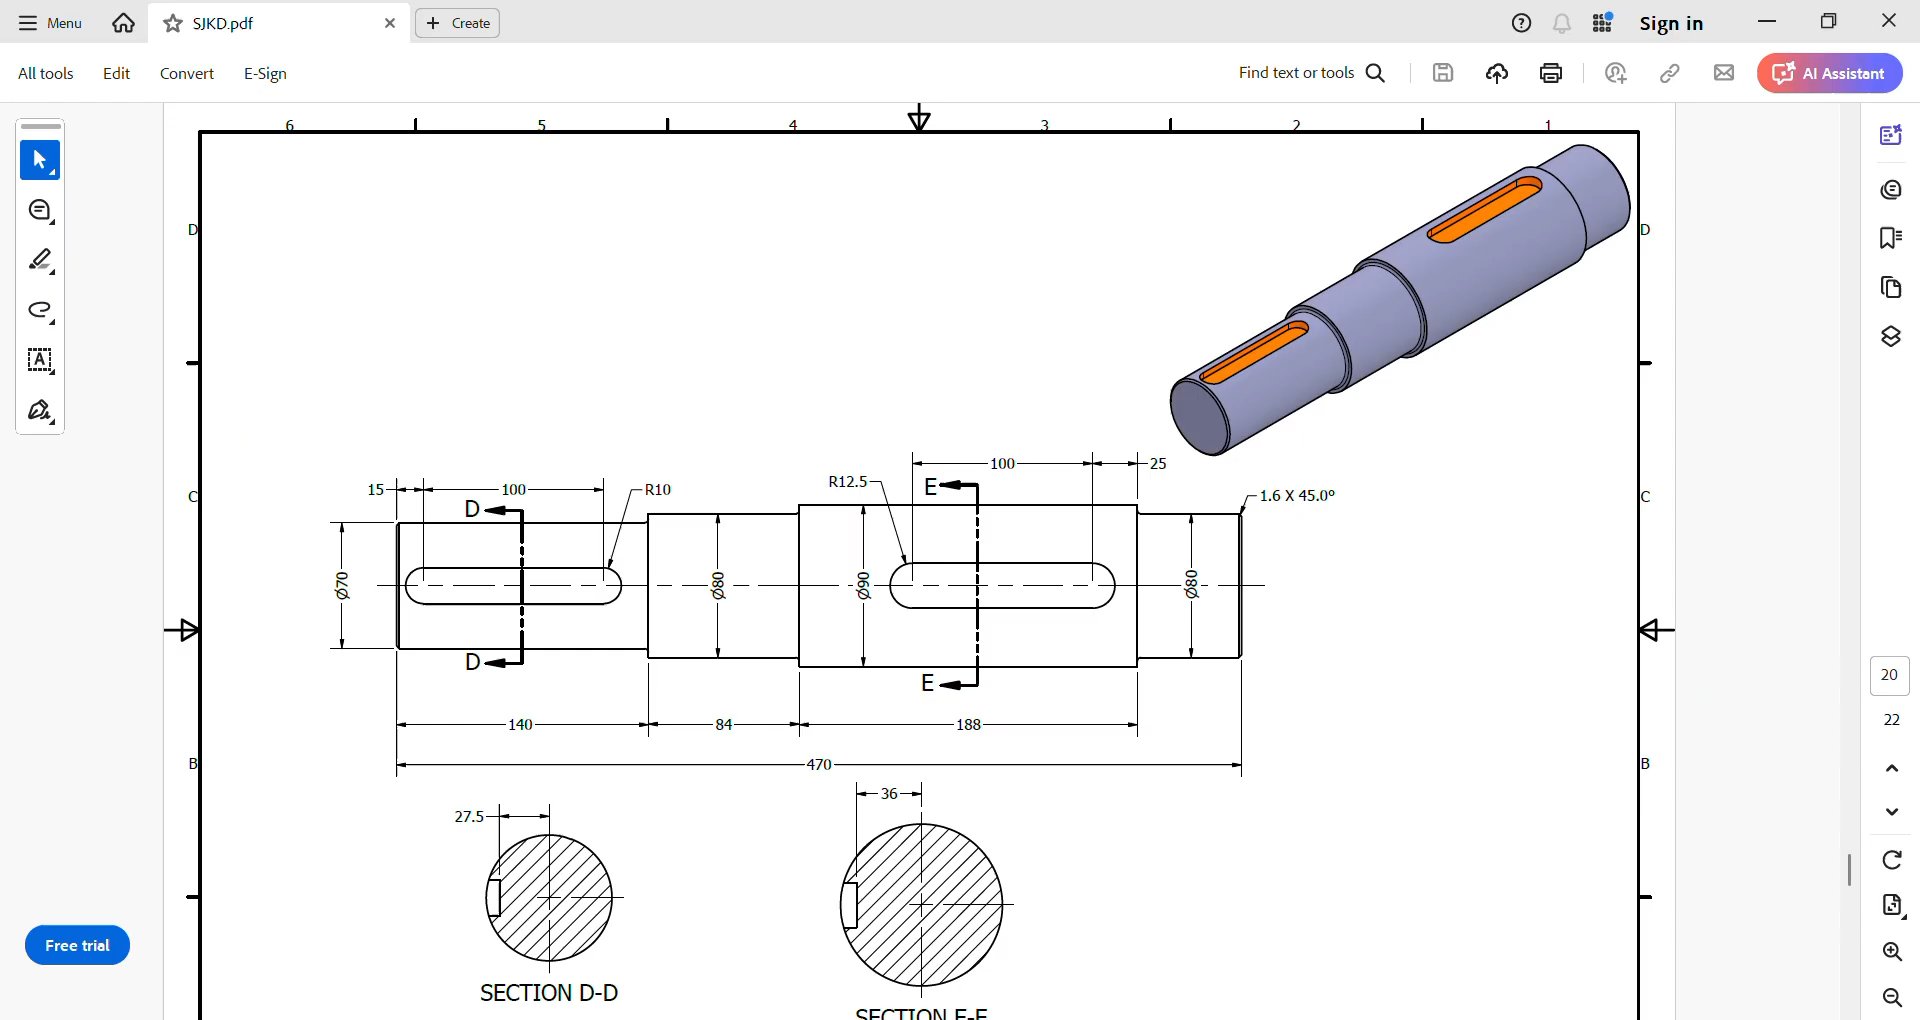 Menu SJKD.pdf + Create Sign in
All tools Edit Convert E-Sign Find text or tools AI Assistant
6 5 4 3 2 1
D D
100 25
15 100 R10 R12.5 E 1.6 X 45.0°
C C
D
Ø70 Ø80 Ø90 Ø80
D E
20
22
140 84 188
B 470 B
36
27.5
Free trial
SECTION D-D
SECTION E-E